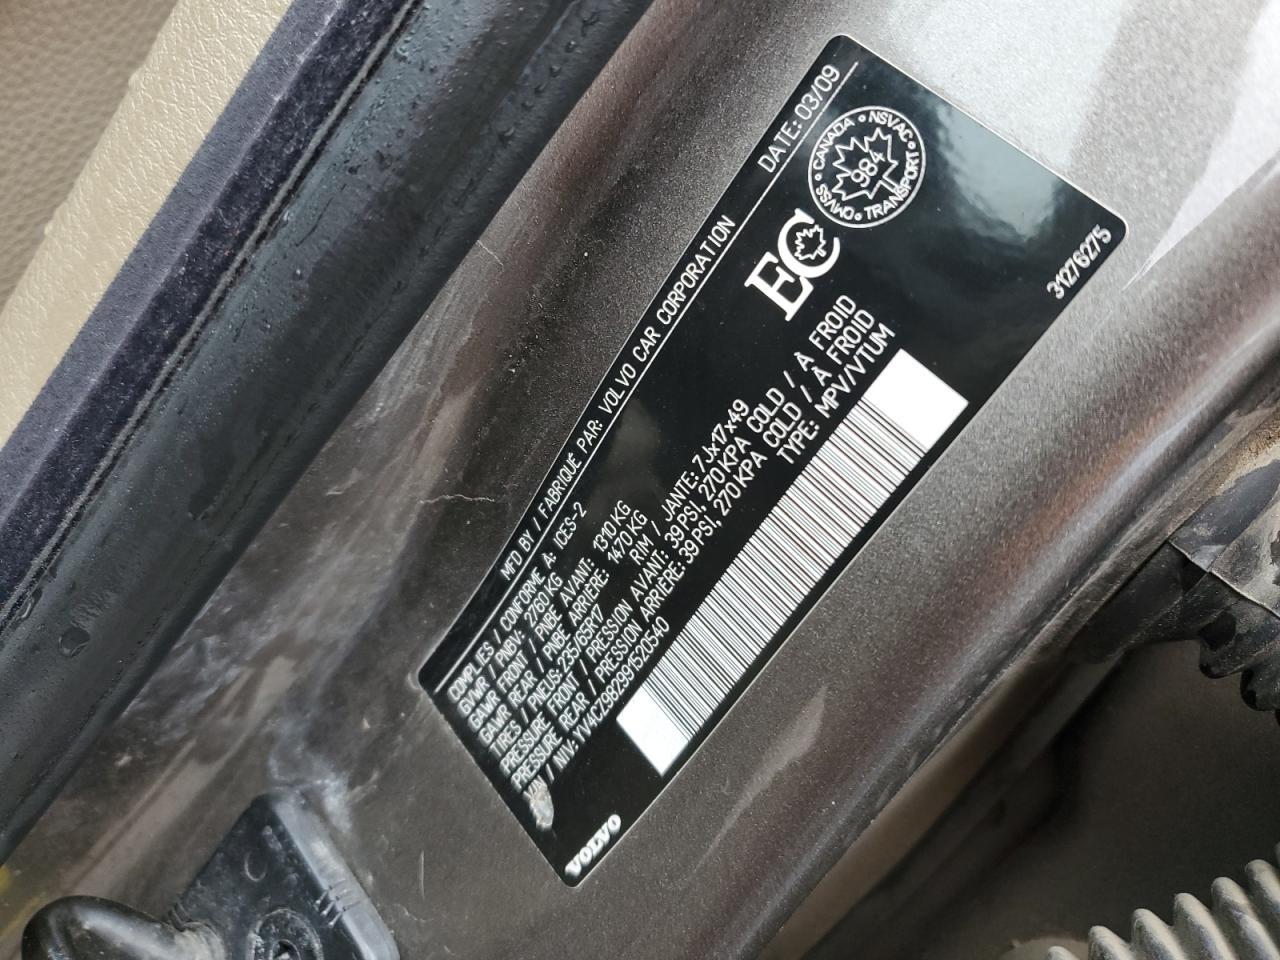 MFD BY / FABRIQUÉ PAR: VOLVO CAR CORPORATION DATE: 03/09
COMPLIES / CONFORME A: ICES-2
GVWR / PNBV: 2760 KG
GAWR FRONT / PNBE AVANT: 1310 KG
GAWR REAR / PNBE ARRIÈRE: 1470 KG
TIRES / PNEUS: 235/65R17 RIM / JANTE: 7Jx17x49
PRESSURE FRONT / PRESSION AVANT: 39 PSI, 270 KPA COLD / À FROID
PRESSURE REAR / PRESSION ARRIÈRE: 39 PSI, 270 KPA COLD / À FROID
VIN / NIV: YV4CZ982991520540 TYPE: MPV/VTUM
EC
CANADA • NSVAC • TRANSPORT • CMVSS
984
VOLVO
31276275